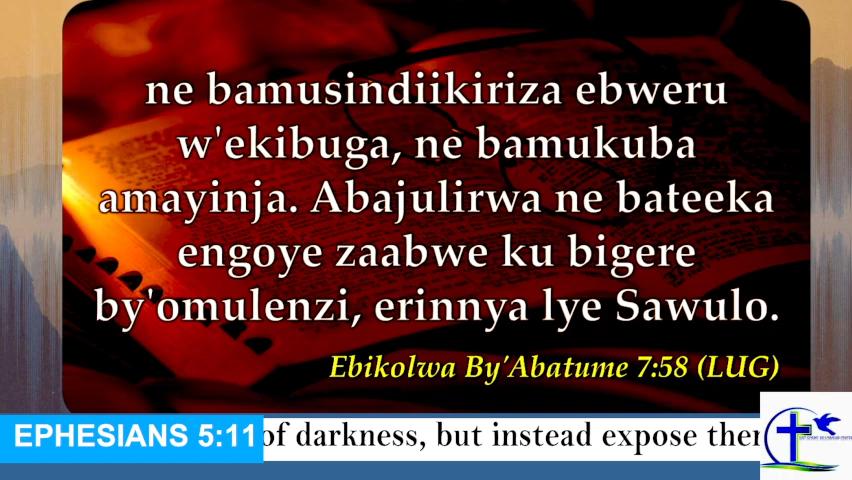 ne bamusindiikiriza ebweru
w'ekibuga, ne bamukuba
amayinja. Abajulirwa ne bateeka
engoye zaabwe ku bigere
by'omulenzi, erinnya lye Sawulo.
Ebikolwa By'Abatume 7:58 (LUG)
EPHESIANS 5:11 of darkness, but instead expose ther